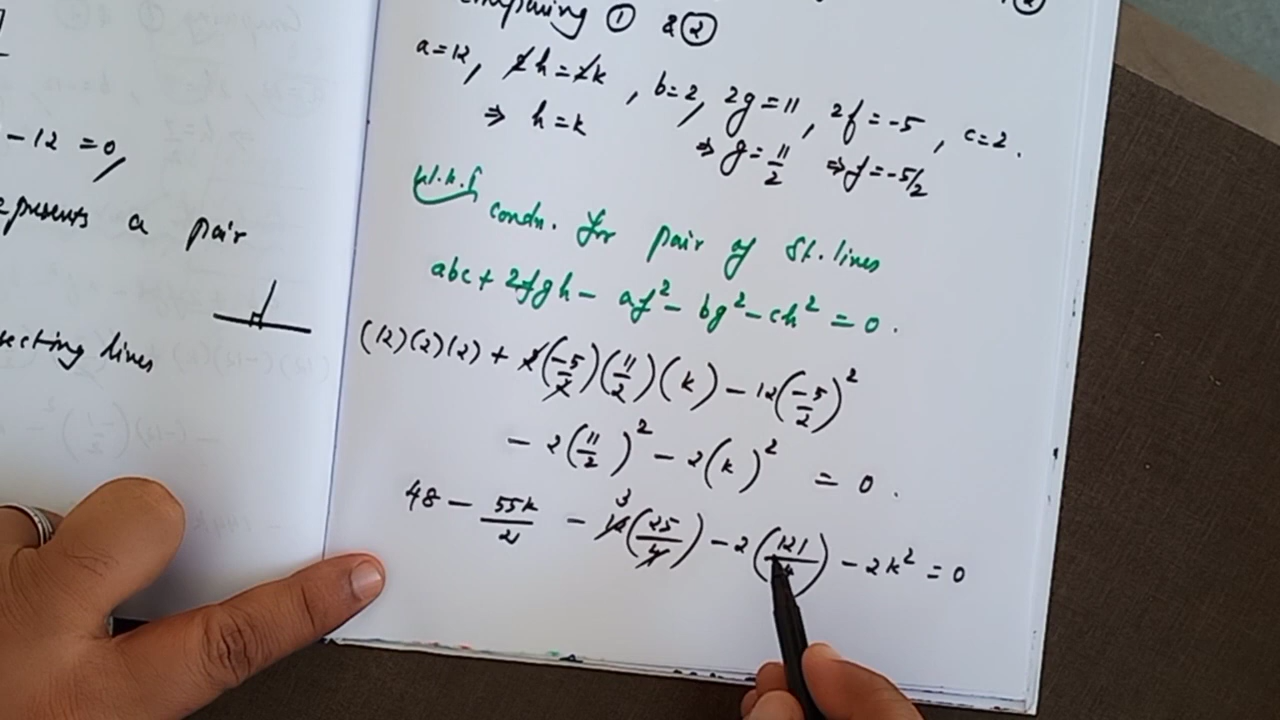 - 12 = 0,
a pair
lines
Comparing ① & ②
a = 12, 2h = 2k, b = 2, 2g = 11, 2f = -5, c = 2.
⇒ h = k ⇒ g = 11/2 ⇒ f = -5/2
W.K.T
condn. for pair of St. lines
abc + 2fgh - af² - bg² - ch² = 0.
(12)(2)(2) + 2(-5/2)(11/2)(k) - 12(-5/2)²
- 2(11/2)² - 2(k)² = 0.
48 - 55k/2 - 12 3(25/4) - 2(121/4) - 2k² = 0